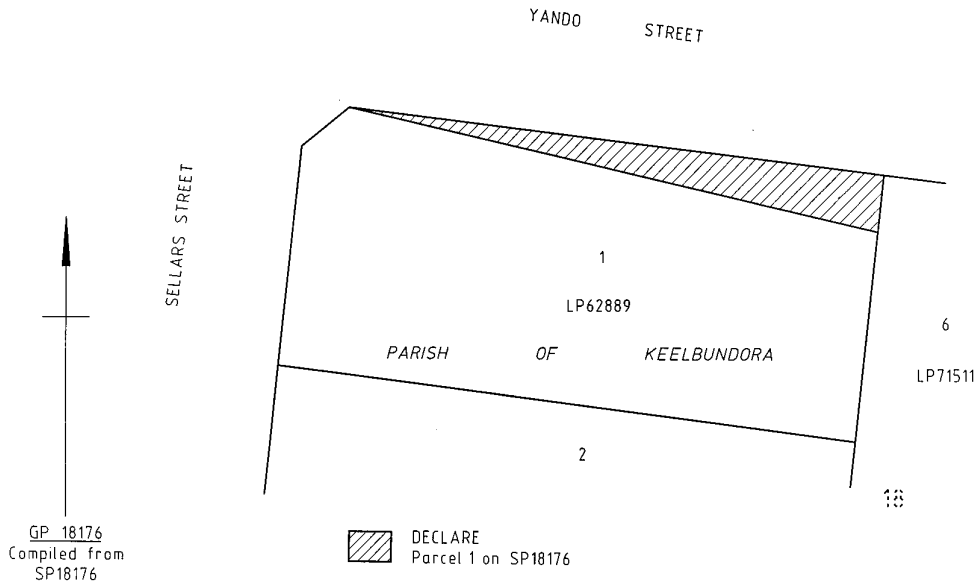 YANDO STREET
SELLARS STREET
1
LP62889
PARISH OF KEELBUNDORA
6
LP71511
2
18
GP 18176
Compiled from
SP18176
DECLARE
Parcel 1 on SP18176